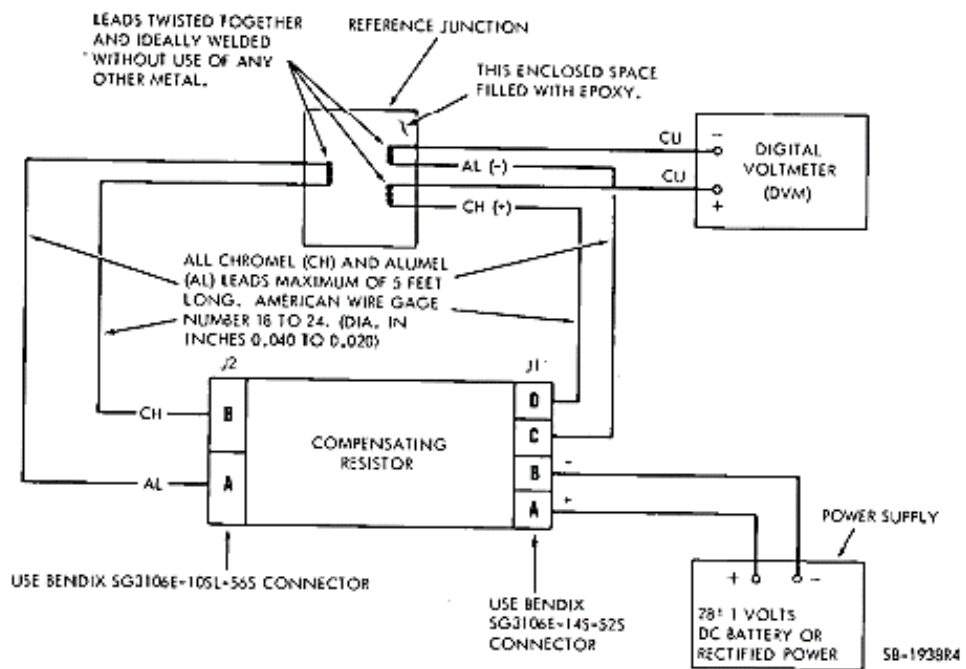 LEADS TWISTED TOGETHER
AND IDEALLY WELDED
WITHOUT USE OF ANY
OTHER METAL.
REFERENCE JUNCTION
THIS ENCLOSED SPACE
FILLED WITH EPOXY.
CU
-
AL (-)
CU
+
CH (+)
DIGITAL
VOLTMETER
(DVM)
ALL CHROMEL (CH) AND ALUMEL
(AL) LEADS MAXIMUM OF 5 FEET
LONG. AMERICAN WIRE GAGE
NUMBER 18 TO 24. (DIA. IN
INCHES 0.040 TO 0.020)
J2
J1
CH
B
AL
A
COMPENSATING
RESISTOR
D
C
B
-
A
+
POWER SUPPLY
USE BENDIX SG3106E-10SL-56S CONNECTOR
USE BENDIX
SG3106E-14S-52S
CONNECTOR
+ -
28± 1 VOLTS
DC BATTERY OR
RECTIFIED POWER
SB-1938R4